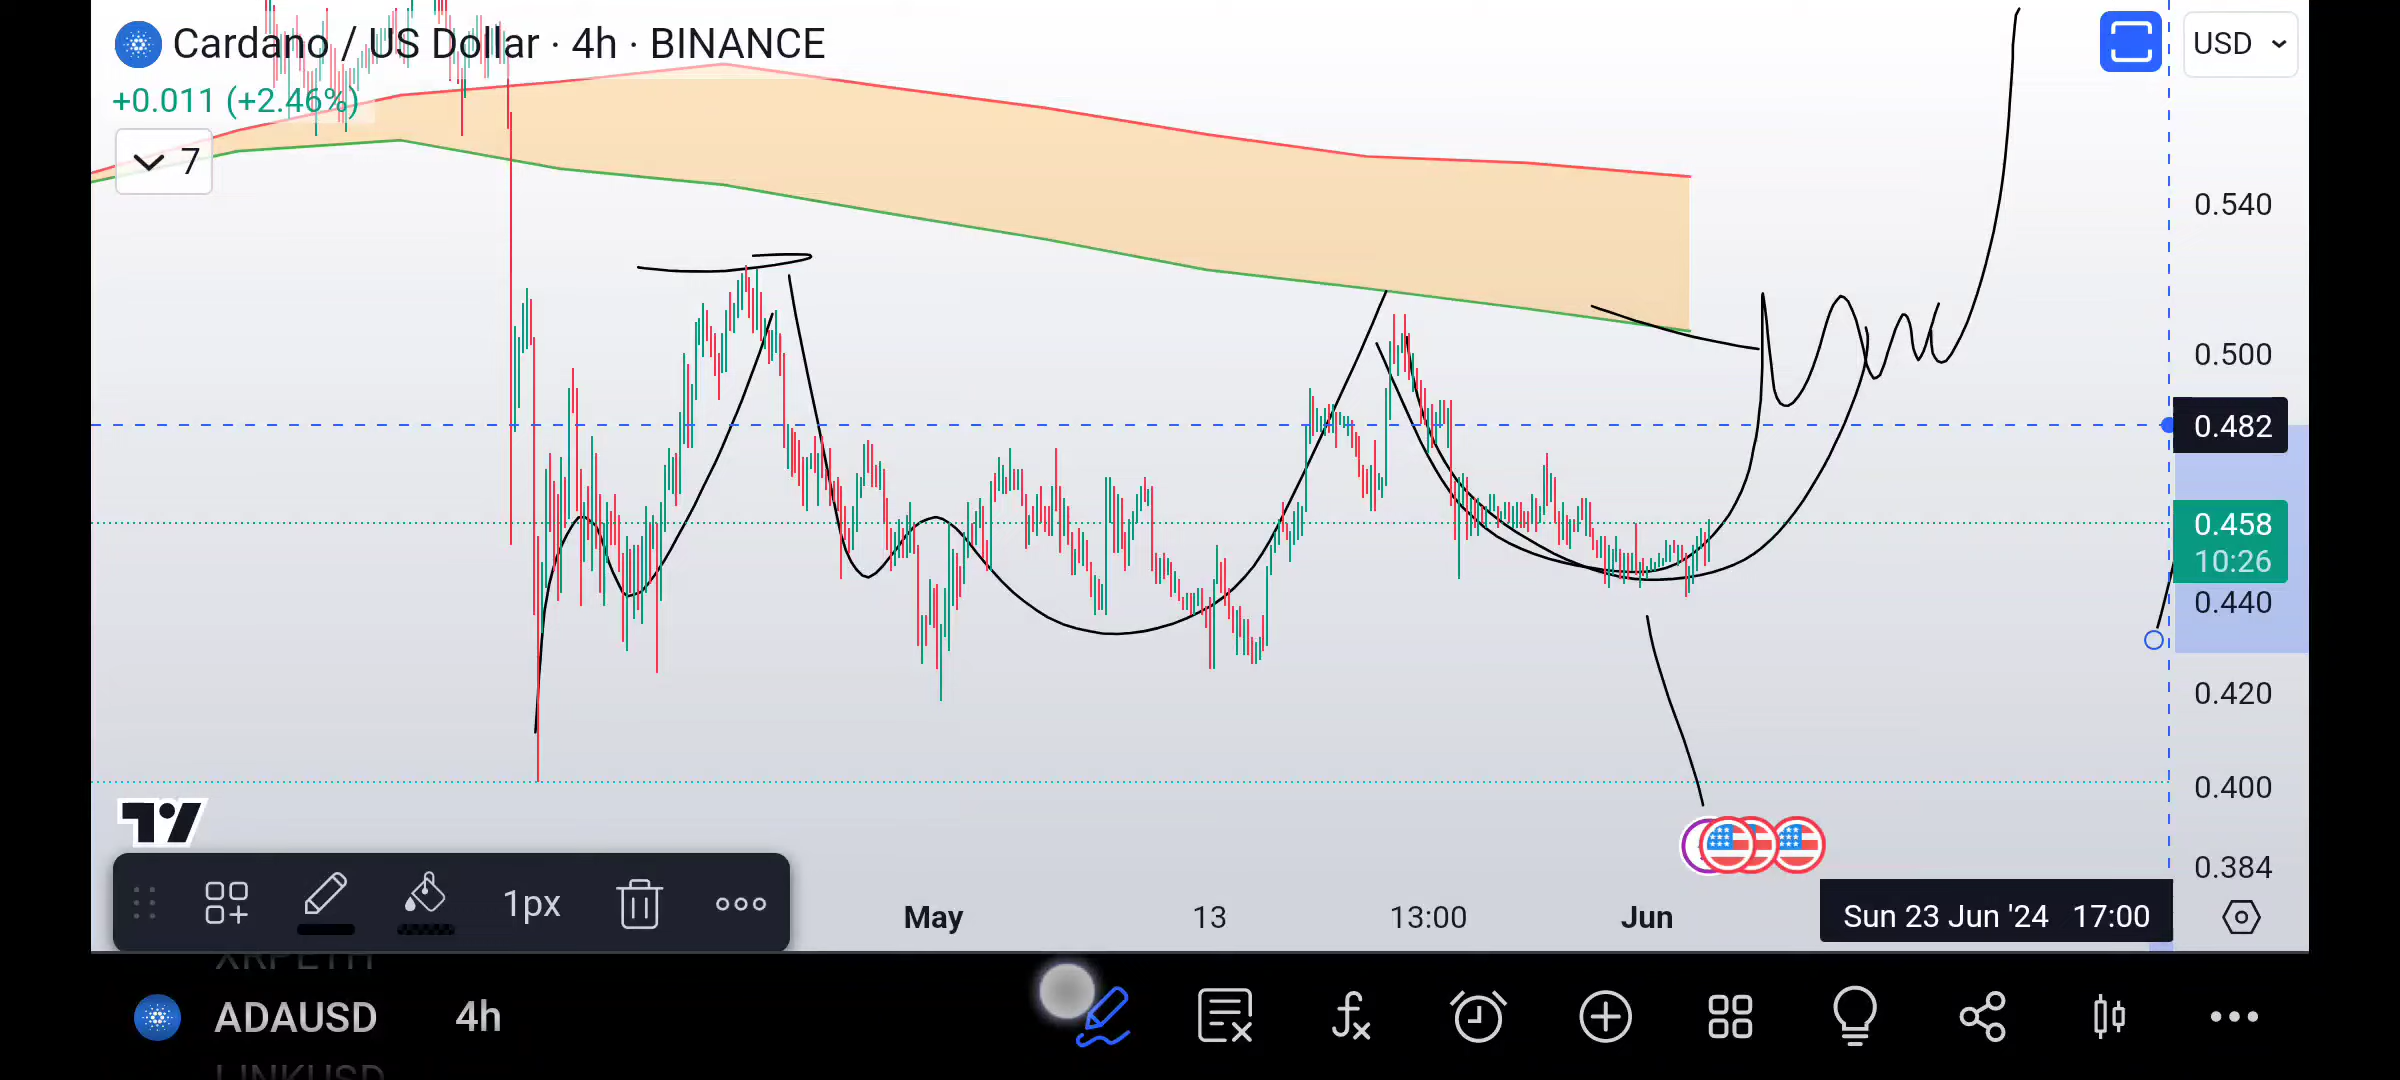 Cardano / US Dollar · 4h · BINANCE
USD
+0.011 (+2.46%)
7
0.540
0.500
0.482
0.458
10:26
0.440
0.420
0.400
0.384
1px
May
13
13:00
Jun
Sun 23 Jun '24 17:00
XRPETH
ADAUSD 4h
LINKUSD